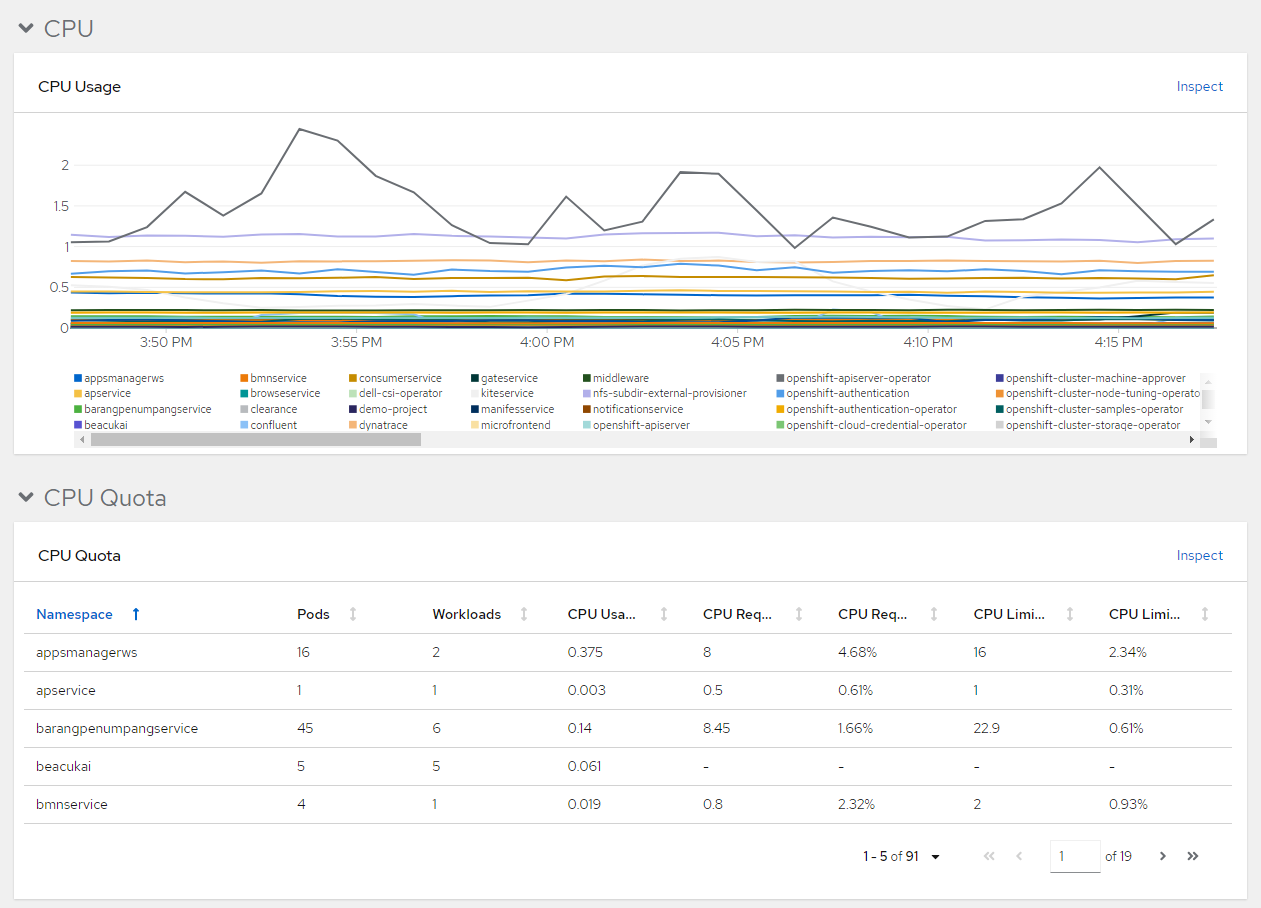 CPU
CPU Usage Inspect
2
1.5
1
0.5
0
3:50 PM 3:55 PM 4:00 PM 4:05 PM 4:10 PM 4:15 PM
appsmanagerws bmnservice consumerservice gateservice middleware openshift-apiserver-operator openshift-cluster-machine-approver
apservice browseservice dell-csi-operator kiteservice nfs-subdir-external-provisioner openshift-authentication openshift-cluster-node-tuning-operato
barangpenumpangservice clearance demo-project manifesservice notificationservice openshift-authentication-operator openshift-cluster-samples-operator
beacukai confluent dynatrace microfrontend openshift-apiserver openshift-cloud-credential-operator openshift-cluster-storage-operator
CPU Quota
CPU Quota Inspect
Namespace Pods Workloads CPU Usa... CPU Req... CPU Req... CPU Limi... CPU Limi...
appsmanagerws 16 2 0.375 8 4.68% 16 2.34%
apservice 1 1 0.003 0.5 0.61% 1 0.31%
barangpenumpangservice 45 6 0.14 8.45 1.66% 22.9 0.61%
beacukai 5 5 0.061 - - - -
bmnservice 4 1 0.019 0.8 2.32% 2 0.93%
1 - 5 of 91 1 of 19